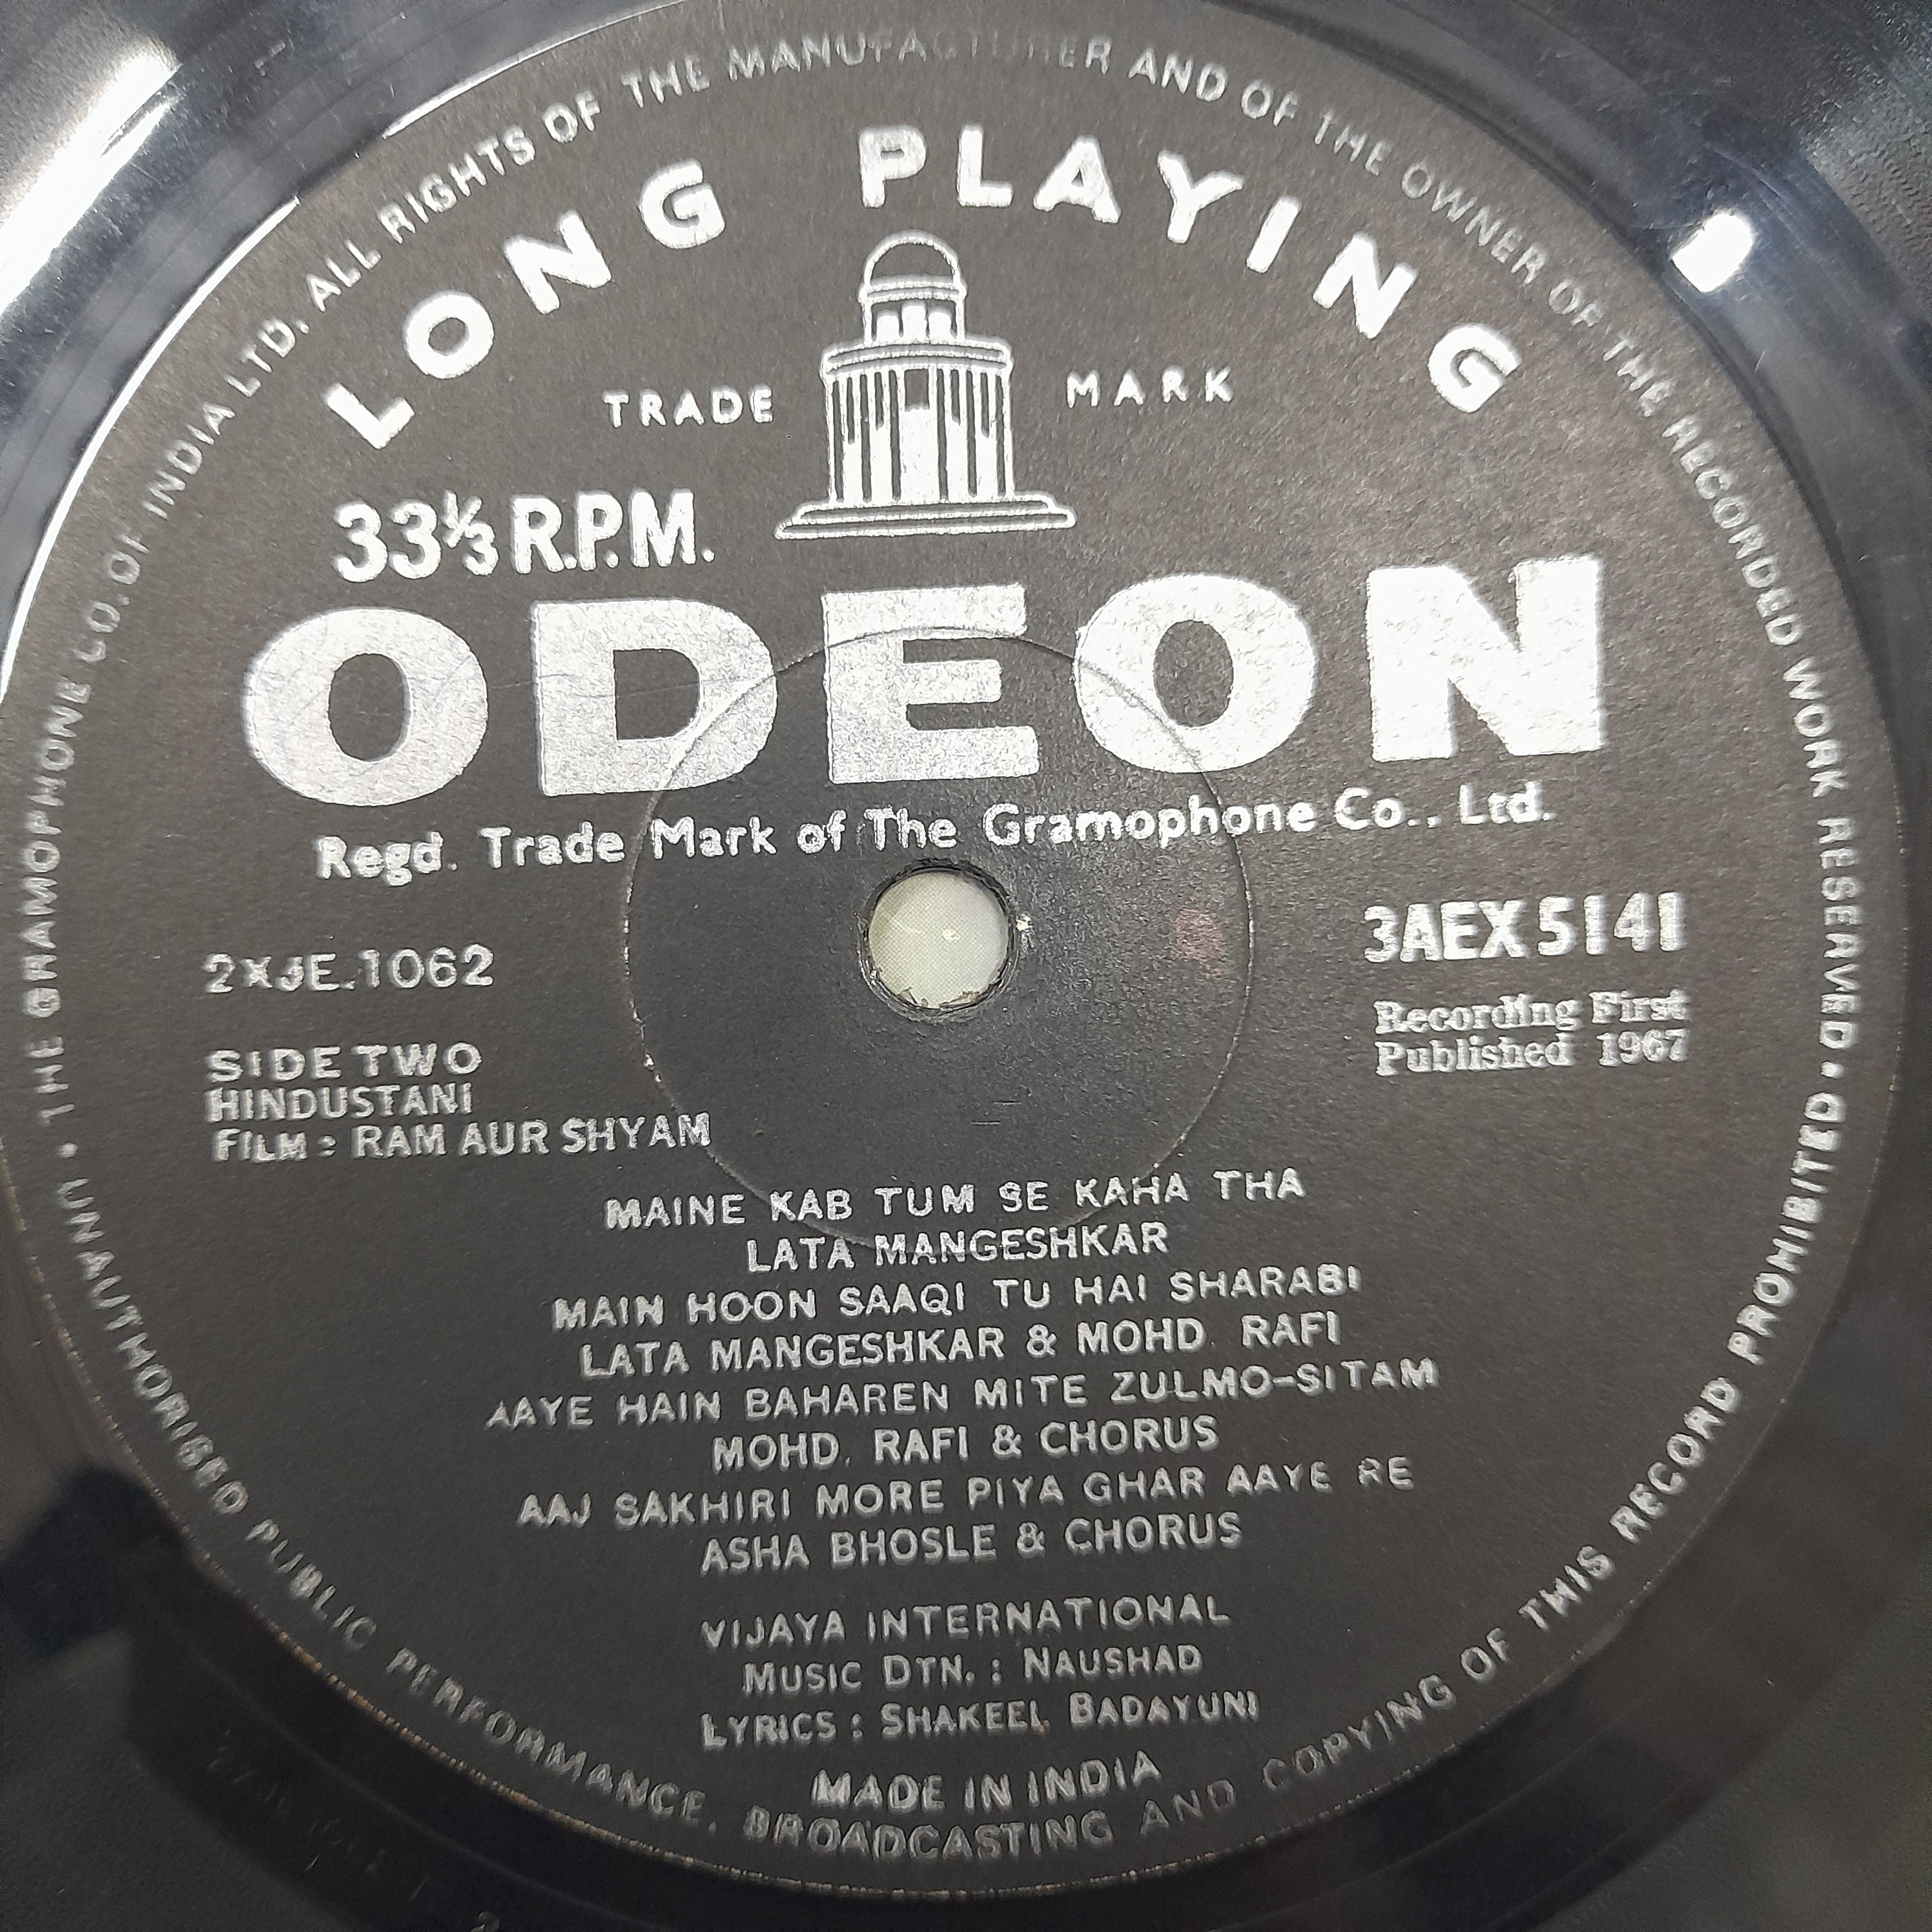 THE GRAMOPHONE CO. OF INDIA LTD. ALL RIGHTS OF THE MANUFACTURER AND OF THE OWNER OF THE RECORDED WORK RESERVED • UNAUTHORISED PUBLIC PERFORMANCE, BROADCASTING AND COPYING OF THIS RECORD PROHIBITED •
LONG PLAYING
TRADE MARK
33⅓ R.P.M.
ODEON
Regd. Trade Mark of The Gramophone Co., Ltd.
2XJE.1062
3AEX 5141
Recording First
Published 1967
SIDE TWO
HINDUSTANI
FILM : RAM AUR SHYAM
MAINE KAB TUM SE KAHA THA
LATA MANGESHKAR
MAIN HOON SAAQI TU HAI SHARABI
LATA MANGESHKAR & MOHD. RAFI
AAYE HAIN BAHAREN MITE ZULMO-SITAM
MOHD. RAFI & CHORUS
AAJ SAKHIRI MORE PIYA GHAR AAYE RE
ASHA BHOSLE & CHORUS
VIJAYA INTERNATIONAL
MUSIC DTN. : NAUSHAD
LYRICS : SHAKEEL BADAYUNI
MADE IN INDIA